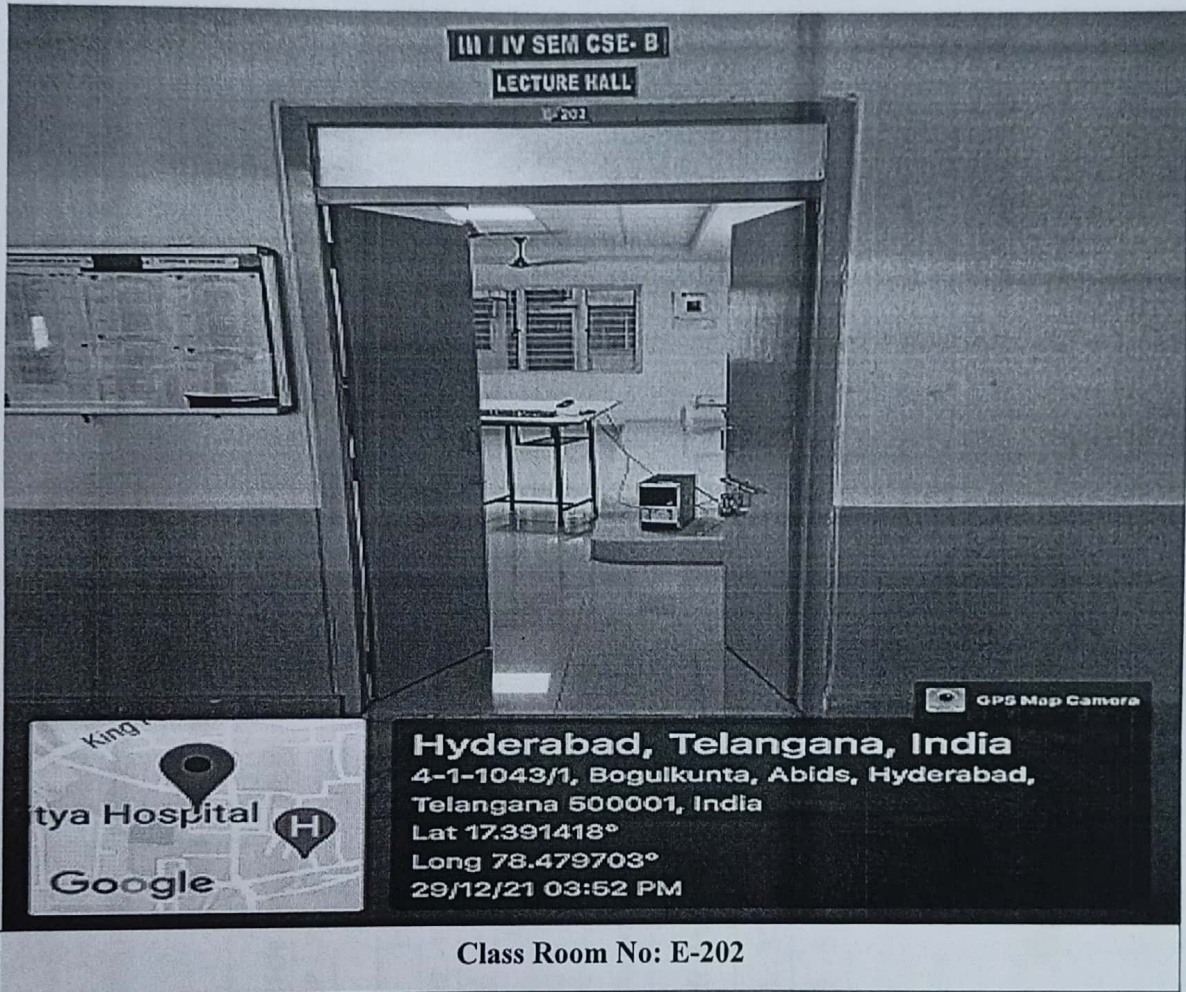 III / IV SEM CSE- B
LECTURE HALL
E-202
GPS Map Camera
King
tya Hospital
H
Google
Hyderabad, Telangana, India
4-1-1043/1, Bogulkunta, Abids, Hyderabad,
Telangana 500001, India
Lat 17.391418°
Long 78.479703°
29/12/21 03:52 PM
Class Room No: E-202